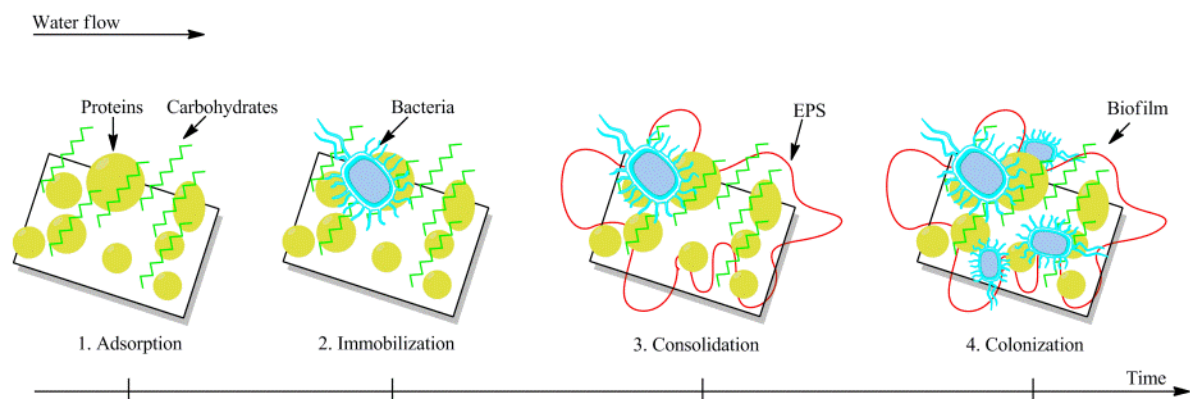 Water flow
Proteins
Carbohydrates
Bacteria
EPS
Biofilm
1. Adsorption
2. Immobilization
3. Consolidation
4. Colonization
Time